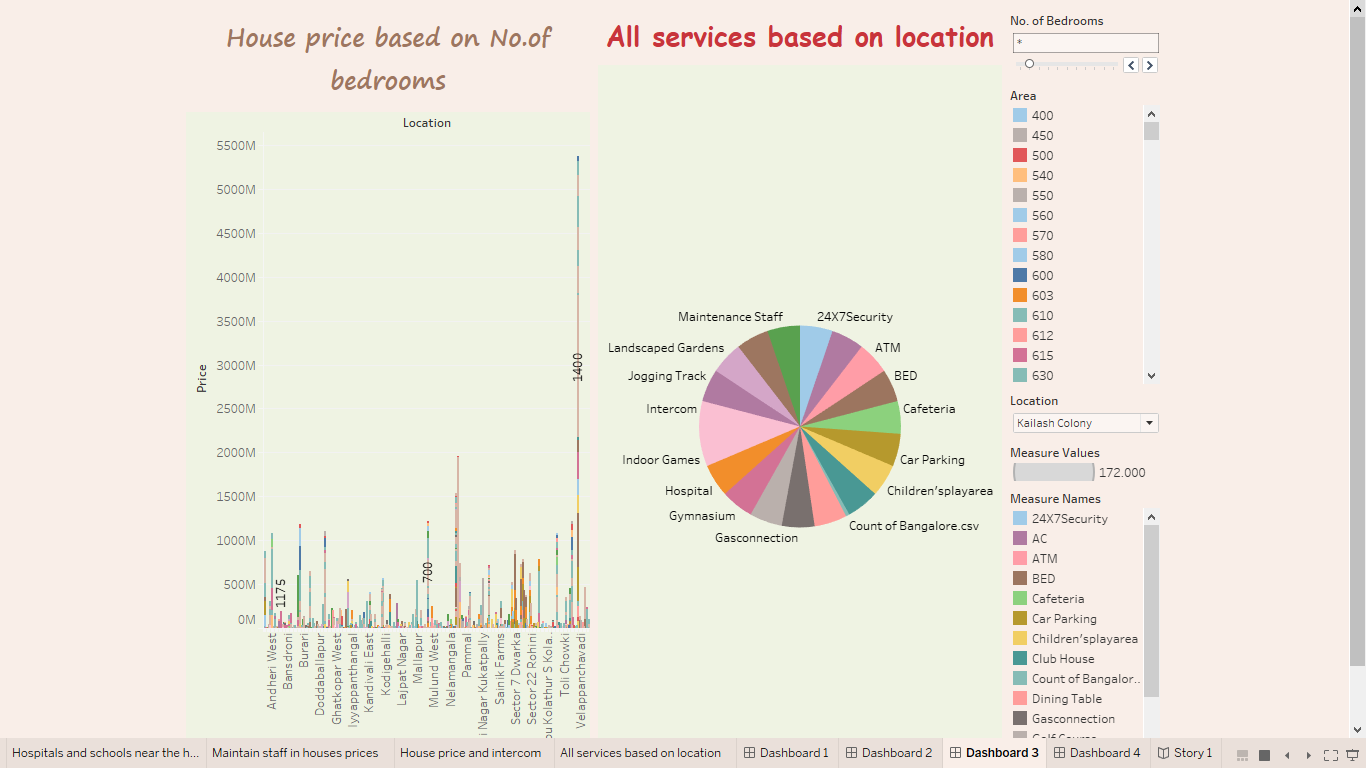 House price based on No.of
bedrooms
Location
5500M
5000M
4500M
4000M
3500M
3000M
2500M
2000M
1500M
1000M
500M
0M
Price
1175
700
1400
Andheri West
Bansdroni
Burari
Doddaballapur
Ghatkopar West
Iyyappanthangal
Kandivali East
Kodigehalli
Lajpat Nagar
Mallapur
Mulund West
Nelamangala
Pammal
i Nagar Kukatpally
Sainik Farms
Sector 7 Dwarka
Sector 22 Rohini
ou Kolathur S Kola..
Toli Chowki
Velappanchavadi
All services based on location
Maintenance Staff
24X7Security
Landscaped Gardens
ATM
Jogging Track
BED
Intercom
Cafeteria
Indoor Games
Car Parking
Hospital
Children'splayarea
Gymnasium
Count of Bangalore.csv
Gasconnection
No. of Bedrooms
*
Area
400
450
500
540
550
560
570
580
600
603
610
612
615
630
Location
Kailash Colony
Measure Values
172.000
Measure Names
24X7Security
AC
ATM
BED
Cafeteria
Car Parking
Children'splayarea
Club House
Count of Bangalor..
Dining Table
Gasconnection
Golf Course
Hospitals and schools near the h... Maintain staff in houses prices House price and intercom All services based on location Dashboard 1 Dashboard 2 Dashboard 3 Dashboard 4 Story 1